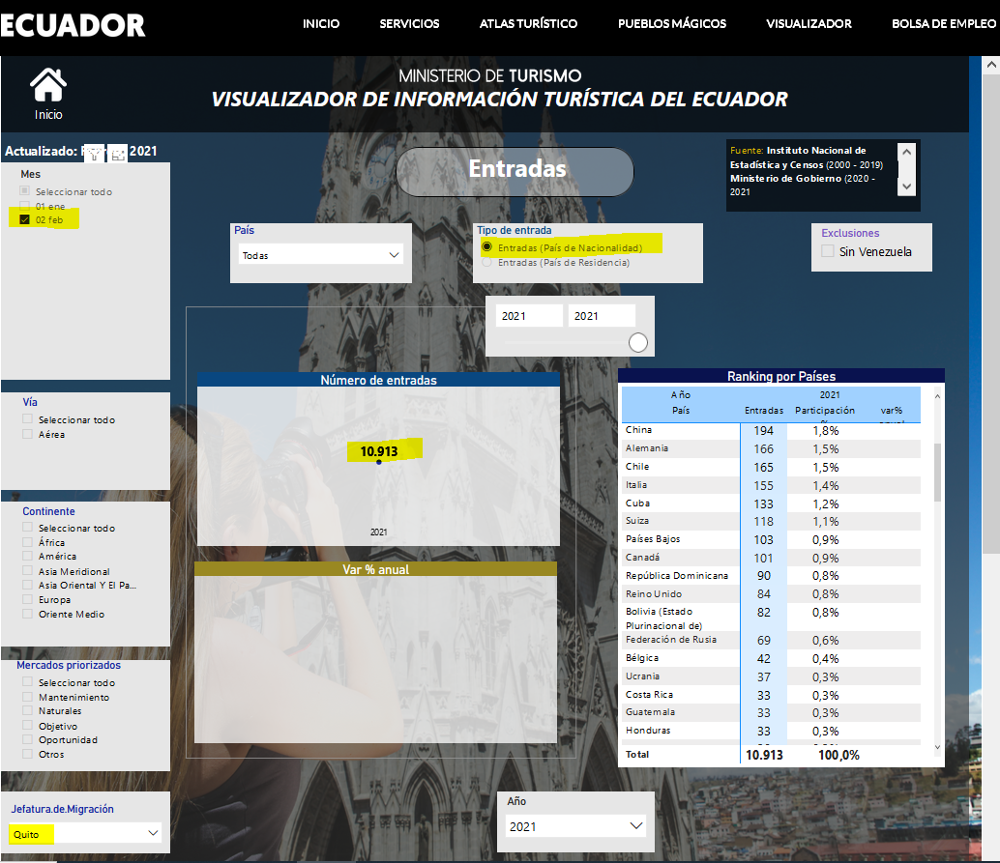 ECUADOR
INICIO SERVICIOS ATLAS TURÍSTICO PUEBLOS MÁGICOS VISUALIZADOR BOLSA DE EMPLEO
Inicio
MINISTERIO DE TURISMO
VISUALIZADOR DE INFORMACIÓN TURÍSTICA DEL ECUADOR
Actualizado: 2021
Entradas
Fuente: Instituto Nacional de
Estadística y Censos (2000 - 2019)
Ministerio de Gobierno (2020 -
2021
Mes
Seleccionar todo
01 ene
02 feb
País
Todas
Tipo de entrada
Entradas (País de Nacionalidad)
Entradas (País de Residencia)
Exclusiones
Sin Venezuela
2021 2021
Vía
Seleccionar todo
Aérea
Continente
Seleccionar todo
África
América
Asia Meridional
Asia Oriental Y El Pa...
Europa
Oriente Medio
Mercados priorizados
Seleccionar todo
Mantenimiento
Naturales
Objetivo
Oportunidad
Otros
Jefatura.de.Migración
Quito
Número de entradas
10.913
2021
Var % anual
Ranking por Países
Año 2021
País Entradas Participación var%
China 194 1,8%
Alemania 166 1,5%
Chile 165 1,5%
Italia 155 1,4%
Cuba 133 1,2%
Suiza 118 1,1%
Países Bajos 103 0,9%
Canadá 101 0,9%
República Dominicana 90 0,8%
Reino Unido 84 0,8%
Bolivia (Estado 82 0,8%
Plurinacional de)
Federación de Rusia 69 0,6%
Bélgica 42 0,4%
Ucrania 37 0,3%
Costa Rica 33 0,3%
Guatemala 33 0,3%
Honduras 33 0,3%
Total 10.913 100,0%
Año
2021